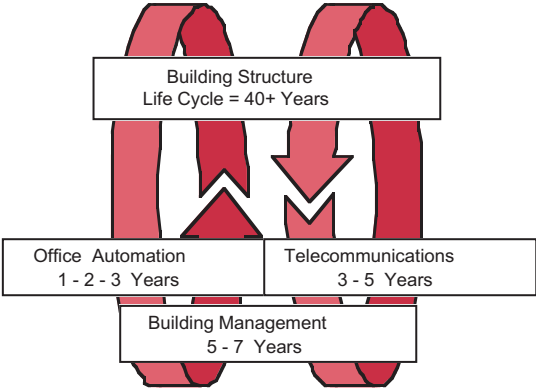 Building Structure
Life Cycle = 40+ Years
Office Automation
1 - 2 - 3 Years
Telecommunications
3 - 5 Years
Building Management
5 - 7 Years